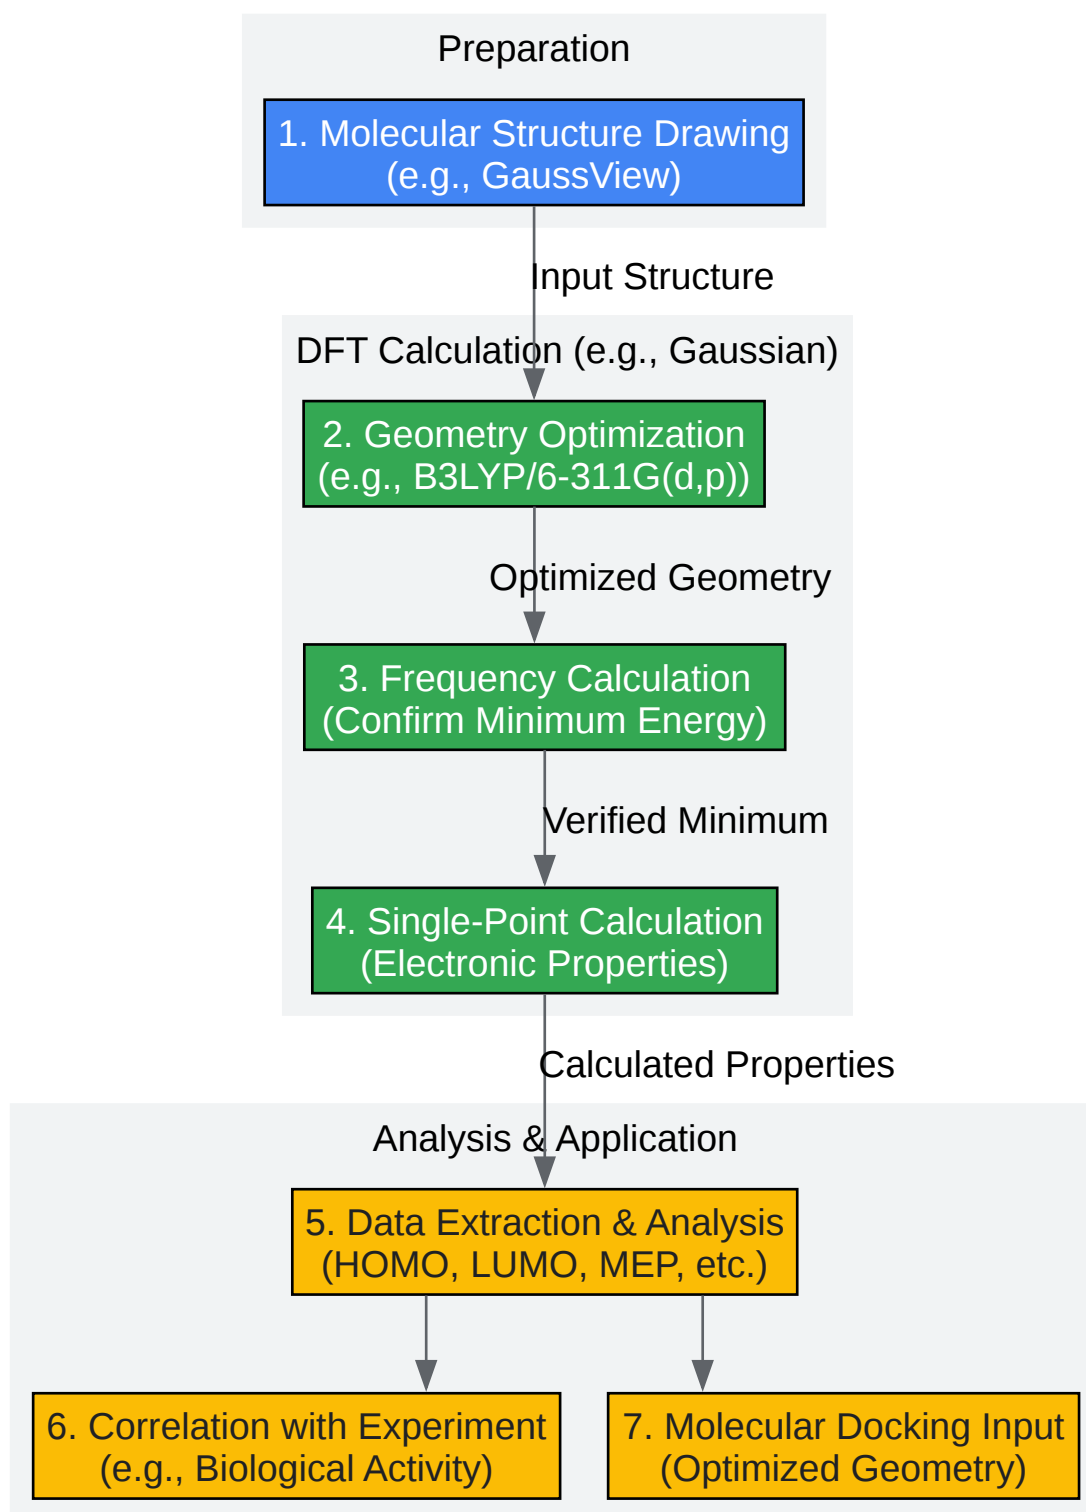 Preparation
1. Molecular Structure Drawing
(e.g., GaussView)
Input Structure
DFT Calculation (e.g., Gaussian)
2. Geometry Optimization
(e.g., B3LYP/6-311G(d,p))
Optimized Geometry
3. Frequency Calculation
(Confirm Minimum Energy)
Verified Minimum
4. Single-Point Calculation
(Electronic Properties)
Calculated Properties
Analysis & Application
5. Data Extraction & Analysis
(HOMO, LUMO, MEP, etc.)
6. Correlation with Experiment
(e.g., Biological Activity)
7. Molecular Docking Input
(Optimized Geometry)